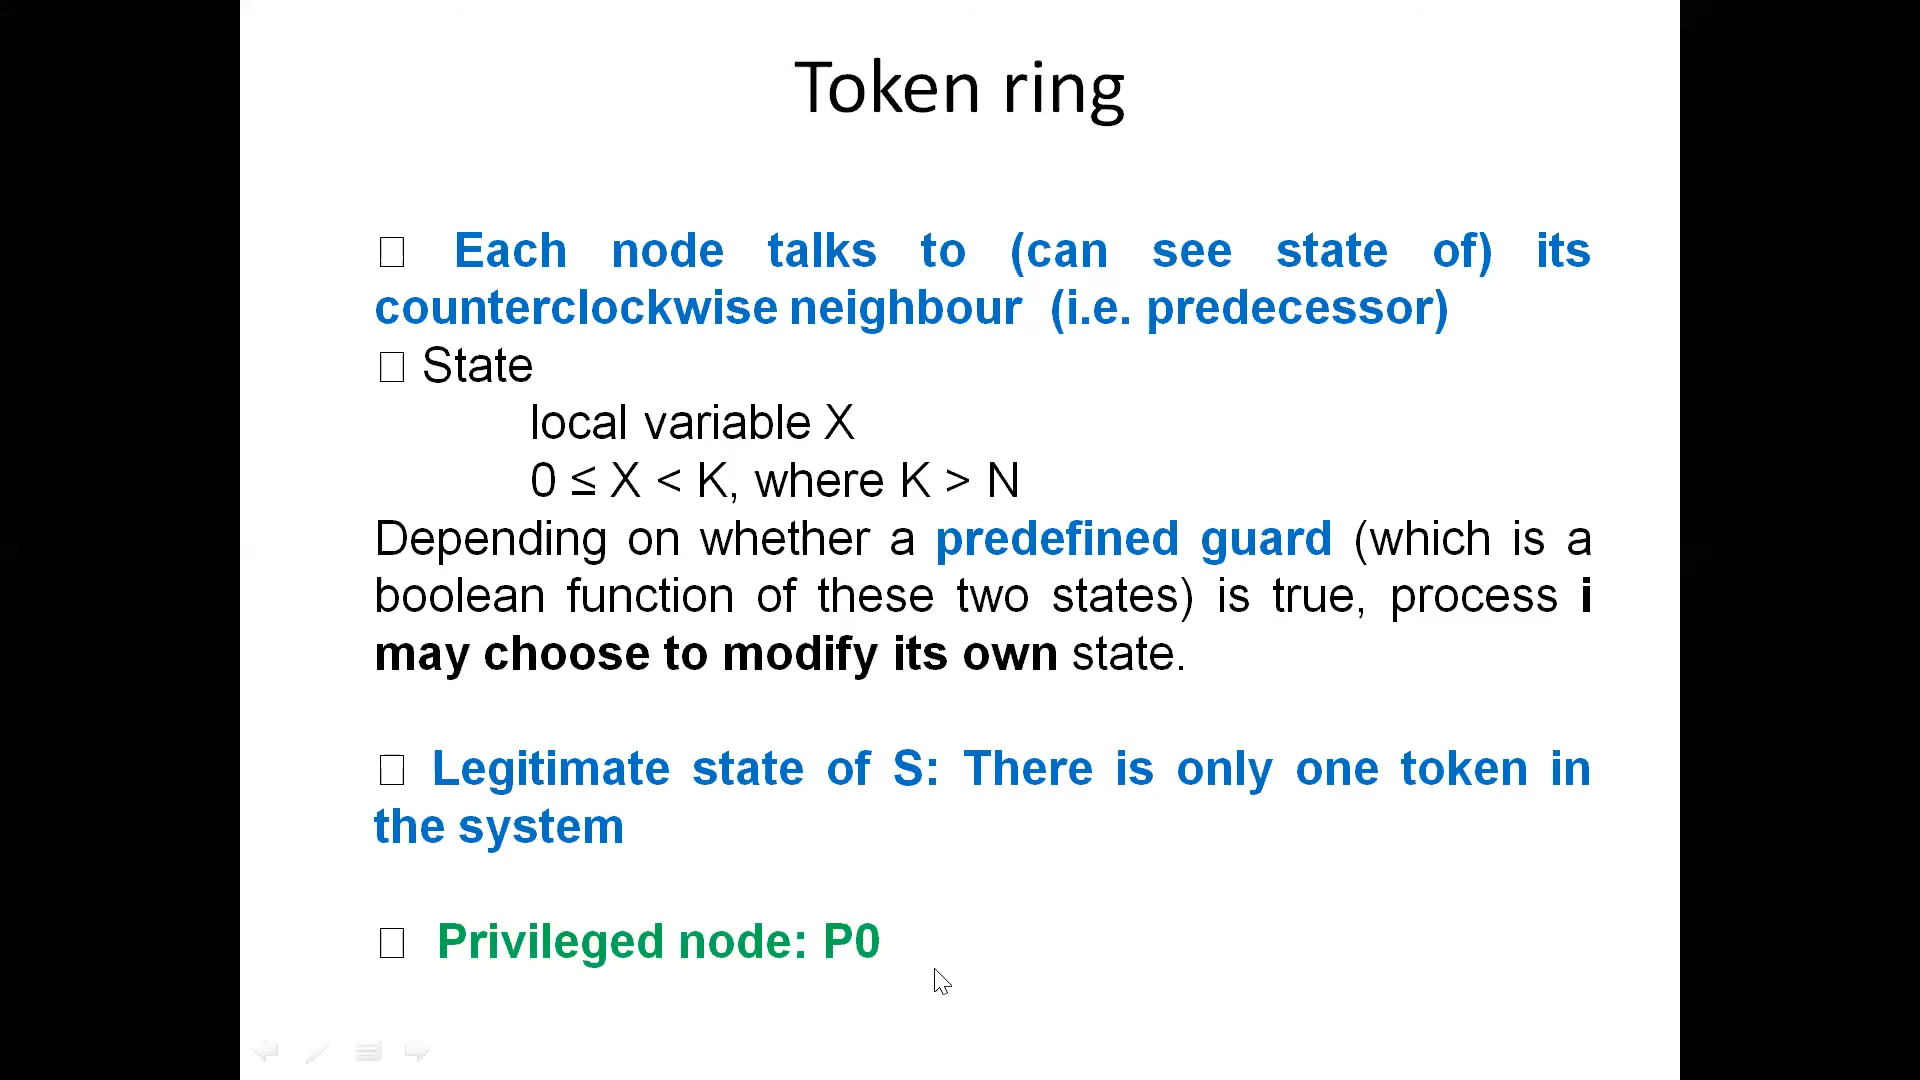 Token ring
Each node talks to (can see state of) its
counterclockwise neighbour (i.e. predecessor)
State
local variable X
0 ≤ X < K, where K > N
Depending on whether a predefined guard (which is a
boolean function of these two states) is true, process i
may choose to modify its own state.
Legitimate state of S: There is only one token in
the system
Privileged node: P0